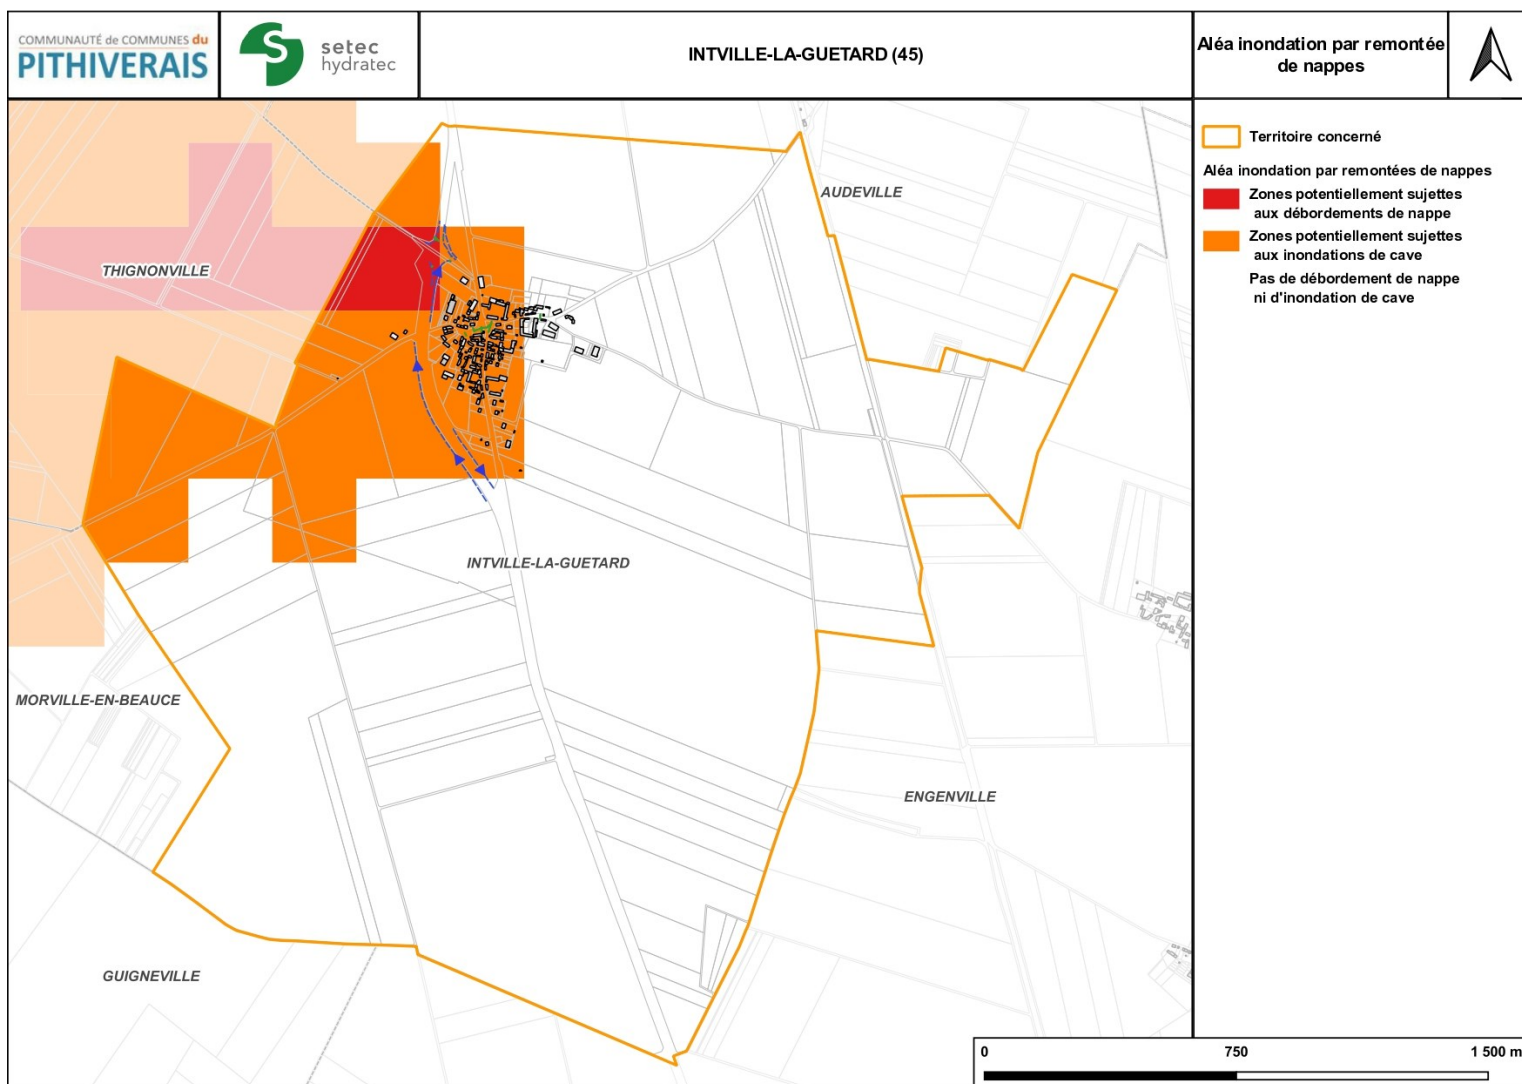 COMMUNAUTÉ de COMMUNES du
PITHIVERAIS
setec
hydratec
INTVILLE-LA-GUETARD (45)
Aléa inondation par remontée
de nappes
Territoire concerné
Aléa inondation par remontées de nappes
Zones potentiellement sujettes
aux débordements de nappe
Zones potentiellement sujettes
aux inondations de cave
Pas de débordement de nappe
ni d'inondation de cave
AUDEVILLE
THIGNONVILLE
INTVILLE-LA-GUETARD
MORVILLE-EN-BEAUCE
ENGENVILLE
GUIGNEVILLE
0 750 1 500 m